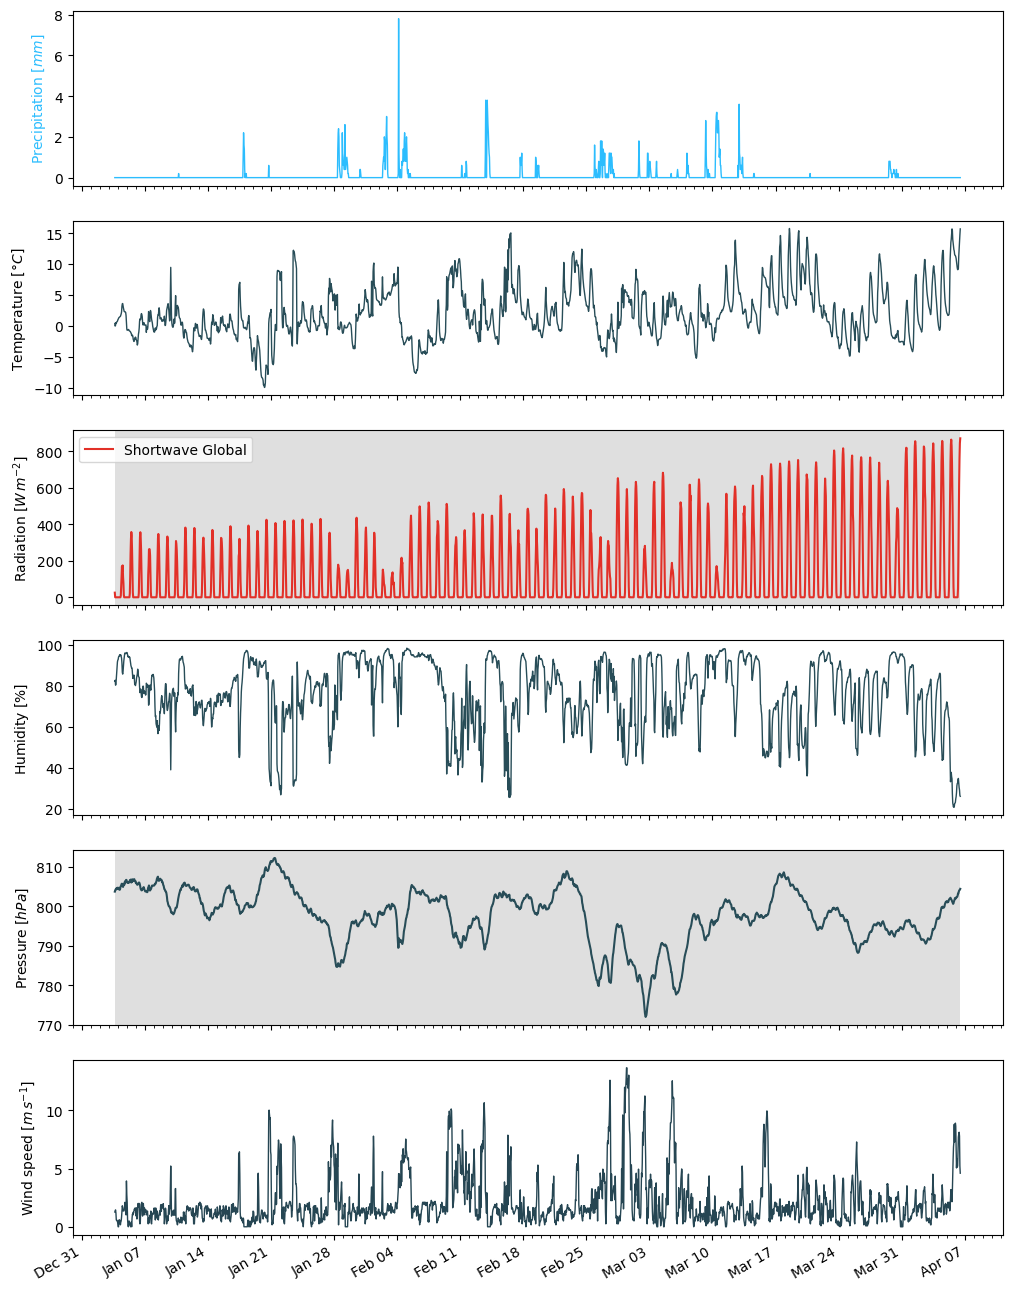 Precipitation [mm]
8
6
4
2
0
Temperature [°C]
15
10
5
0
−5
−10
Radiation [W m⁻²]
Shortwave Global
800
600
400
200
0
Humidity [%]
100
80
60
40
20
Pressure [hPa]
810
800
790
780
770
Wind speed [m s⁻¹]
10
5
0
Dec 31
Jan 07
Jan 14
Jan 21
Jan 28
Feb 04
Feb 11
Feb 18
Feb 25
Mar 03
Mar 10
Mar 17
Mar 24
Mar 31
Apr 07